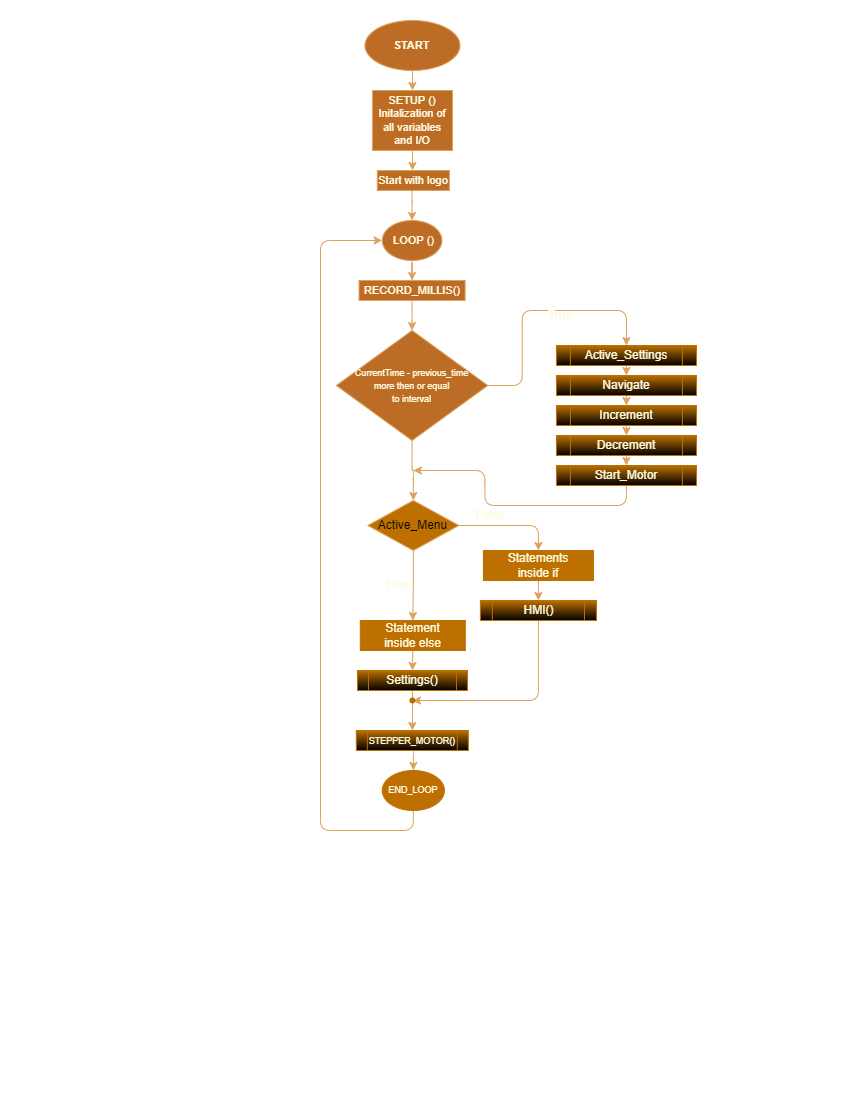 START
SETUP ()
Initalization of
all variables
and I/O
Start with logo
LOOP ()
RECORD_MILLIS()
True
CurrentTime - previous_time
more then or equal
to interval
Active_Settings
Navigate
Increment
Decrement
Start_Motor
False
Active_Menu
Statements
inside if
True
HMI()
Statement
inside else
Settings()
STEPPER_MOTOR()
END_LOOP